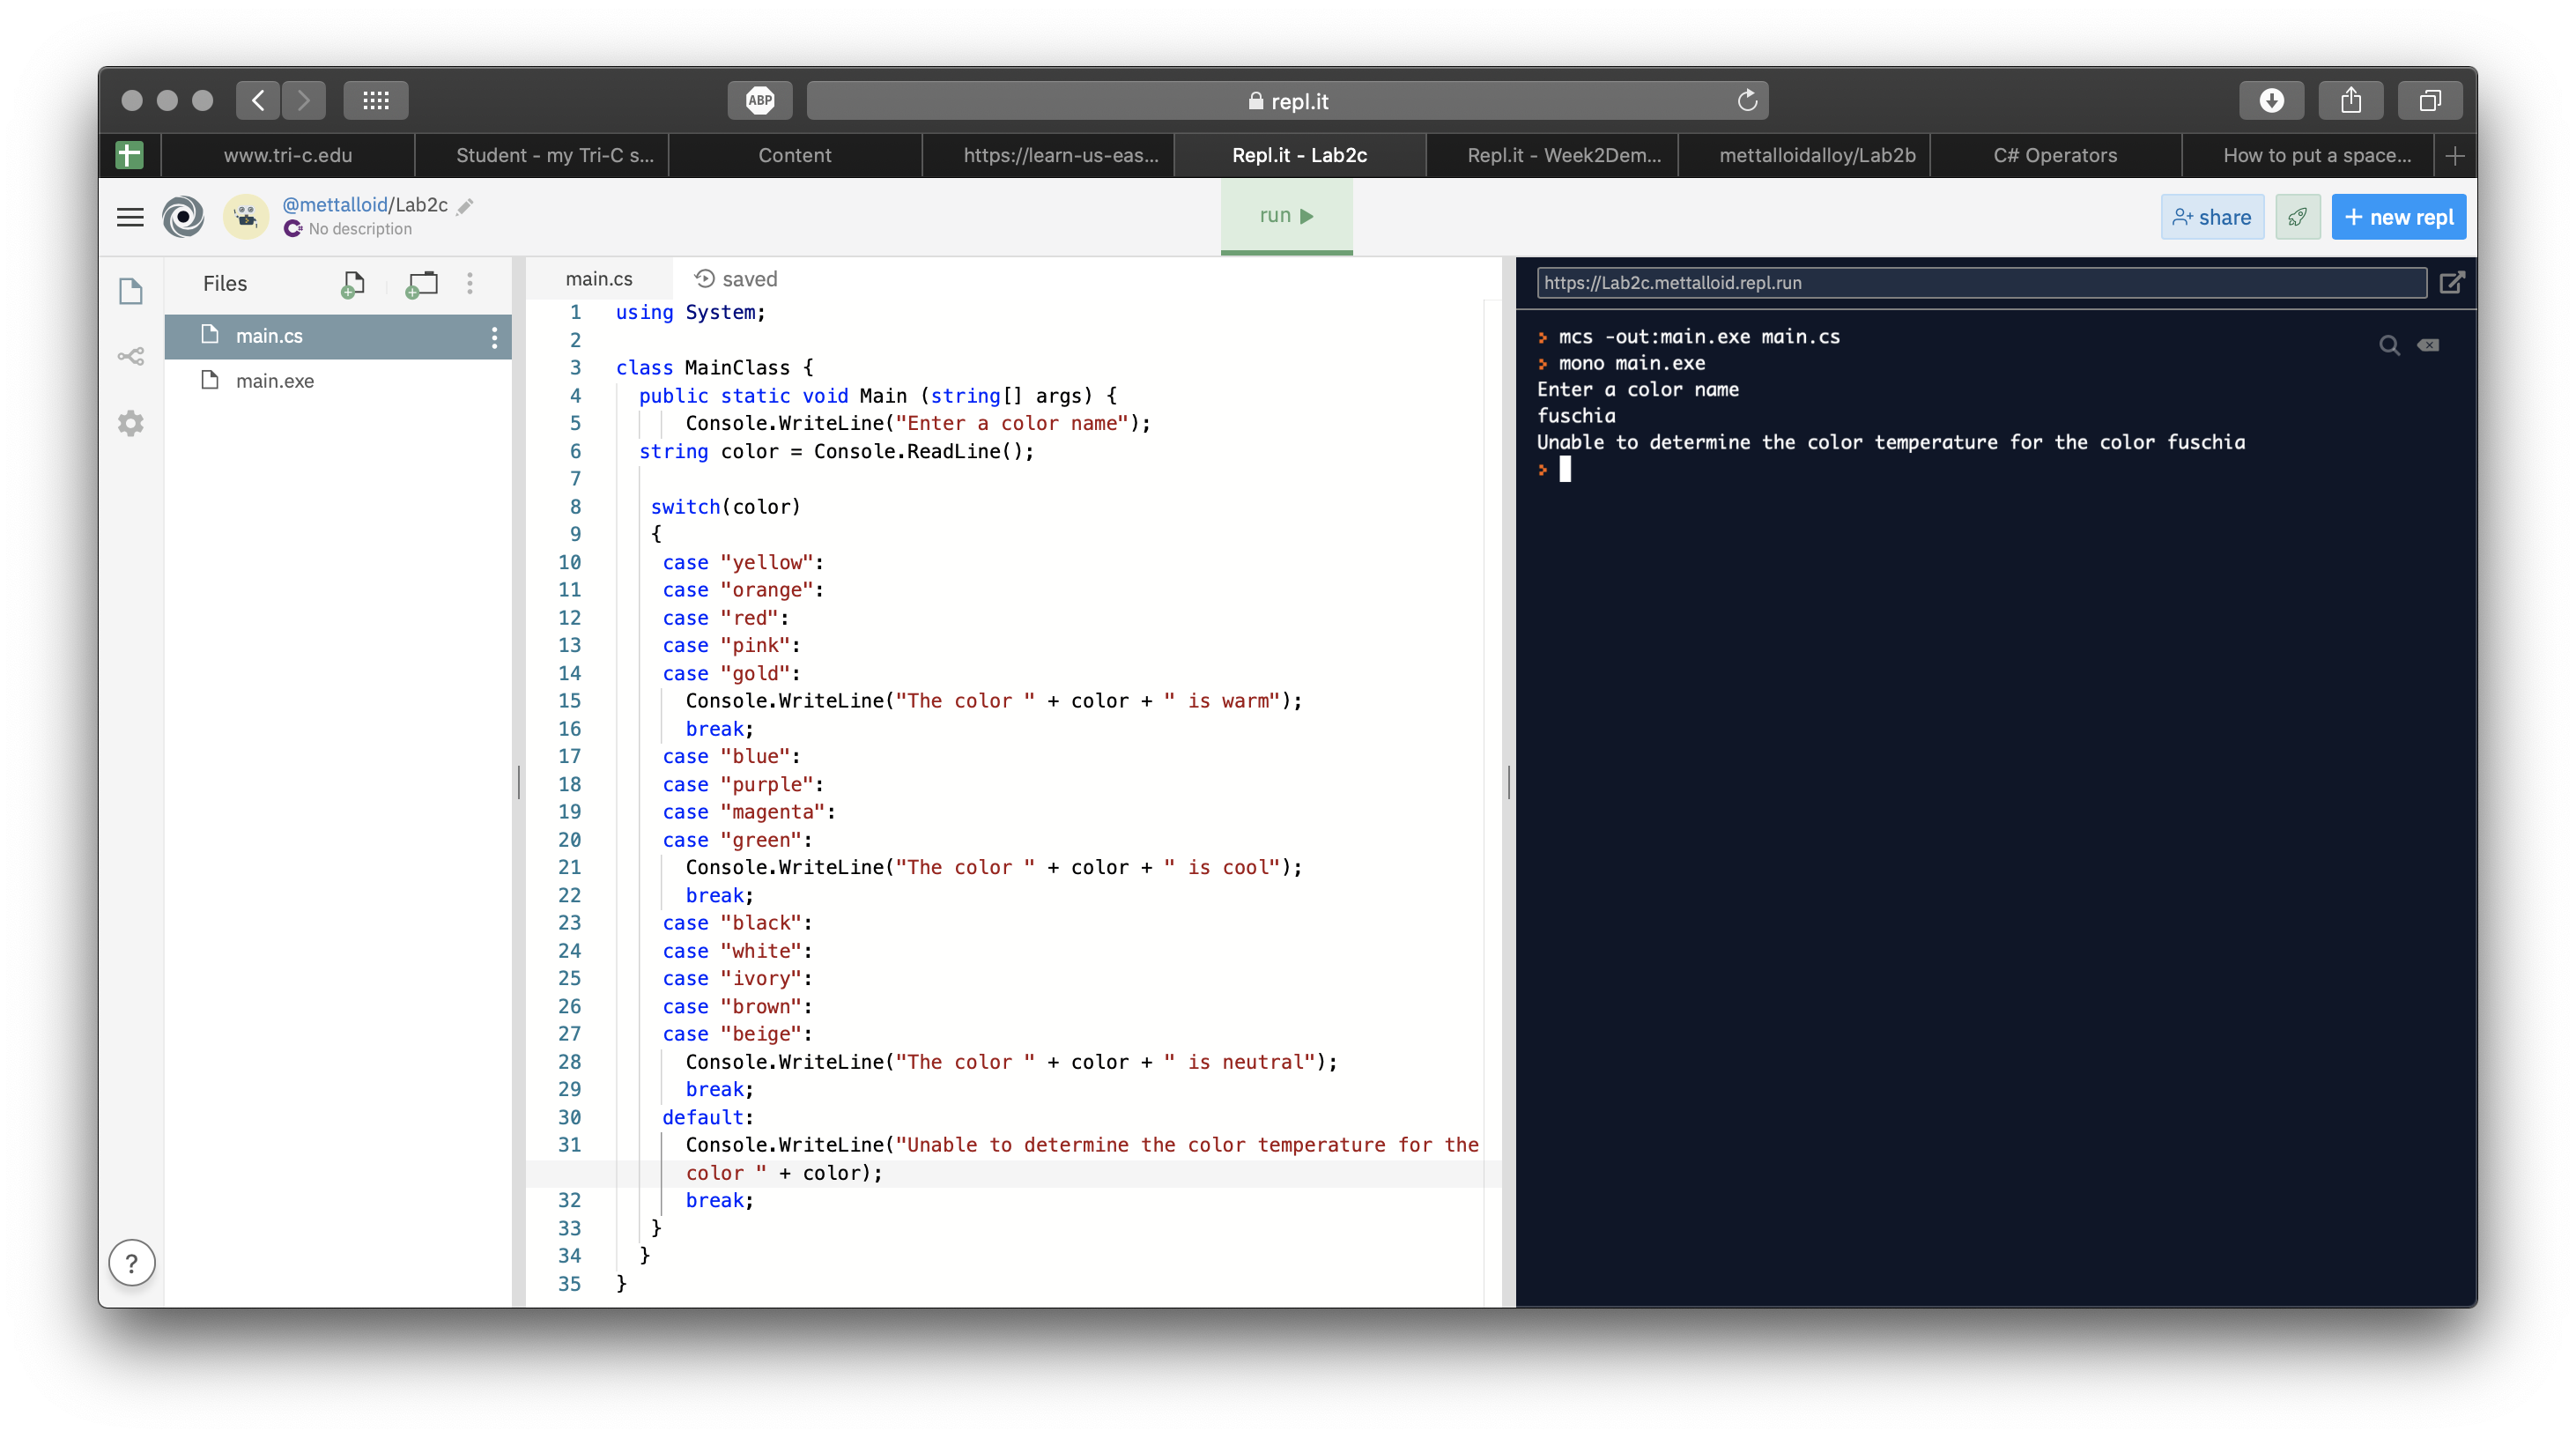 ABP
repl.it
www.tri-c.edu
Student - my Tri-C s...
Content
https://learn-us-eas...
Repl.it - Lab2c
Repl.it - Week2Dem...
mettalloidalloy/Lab2b
C# Operators
How to put a space...
@mettalloid/Lab2c
No description
run
share
+ new repl
Files
main.cs
main.exe
main.cs
saved
1 using System;
2
3 class MainClass {
4 public static void Main (string[] args) {
5 Console.WriteLine("Enter a color name");
6 string color = Console.ReadLine();
7
8 switch(color)
9 {
10 case "yellow":
11 case "orange":
12 case "red":
13 case "pink":
14 case "gold":
15 Console.WriteLine("The color " + color + " is warm");
16 break;
17 case "blue":
18 case "purple":
19 case "magenta":
20 case "green":
21 Console.WriteLine("The color " + color + " is cool");
22 break;
23 case "black":
24 case "white":
25 case "ivory":
26 case "brown":
27 case "beige":
28 Console.WriteLine("The color " + color + " is neutral");
29 break;
30 default:
31 Console.WriteLine("Unable to determine the color temperature for the
color " + color);
32 break;
33 }
34 }
35 }
https://Lab2c.mettalloid.repl.run
> mcs -out:main.exe main.cs
> mono main.exe
Enter a color name
fuschia
Unable to determine the color temperature for the color fuschia
>
?